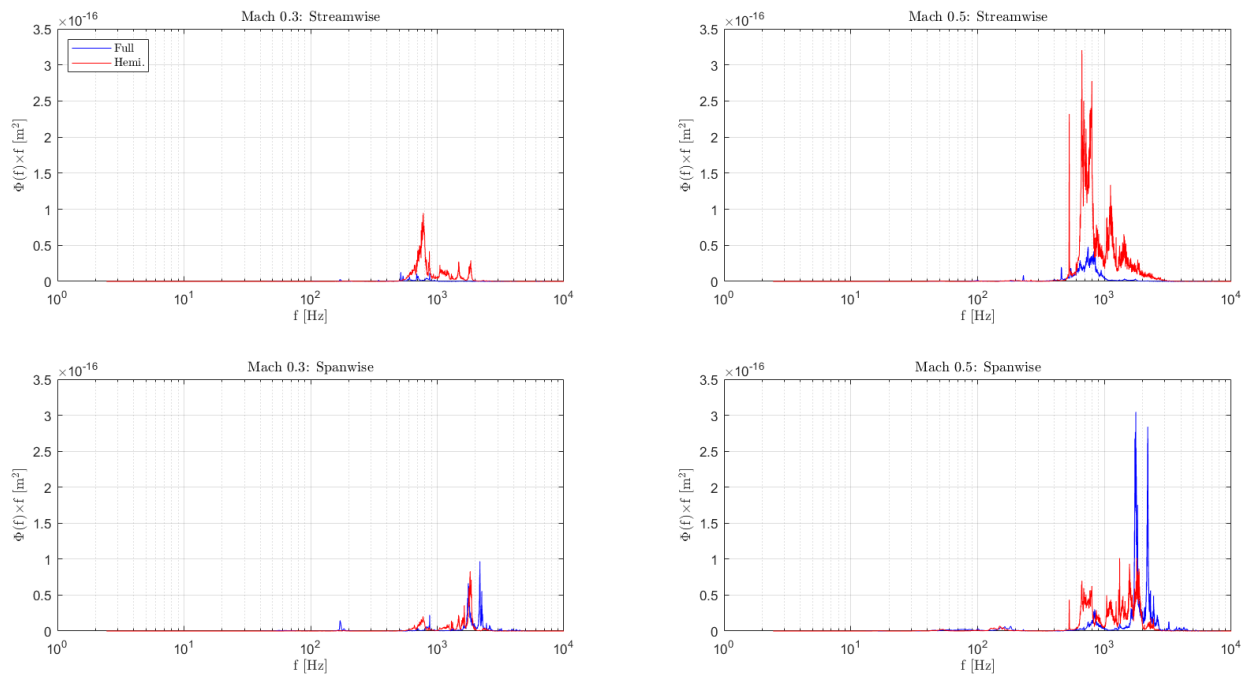 Mach 0.3: Streamwise
×10⁻¹⁶
3.5
3
2.5
2
1.5
1
0.5
0
Φ(f)×f [m²]
Full
Hemi.
10⁰ 10¹ 10² 10³ 10⁴
f [Hz]
Mach 0.5: Streamwise
×10⁻¹⁶
3.5
3
2.5
2
1.5
1
0.5
0
Φ(f)×f [m²]
10⁰ 10¹ 10² 10³ 10⁴
f [Hz]
Mach 0.3: Spanwise
×10⁻¹⁶
3.5
3
2.5
2
1.5
1
0.5
0
Φ(f)×f [m²]
10⁰ 10¹ 10² 10³ 10⁴
f [Hz]
Mach 0.5: Spanwise
×10⁻¹⁶
3.5
3
2.5
2
1.5
1
0.5
0
Φ(f)×f [m²]
10⁰ 10¹ 10² 10³ 10⁴
f [Hz]